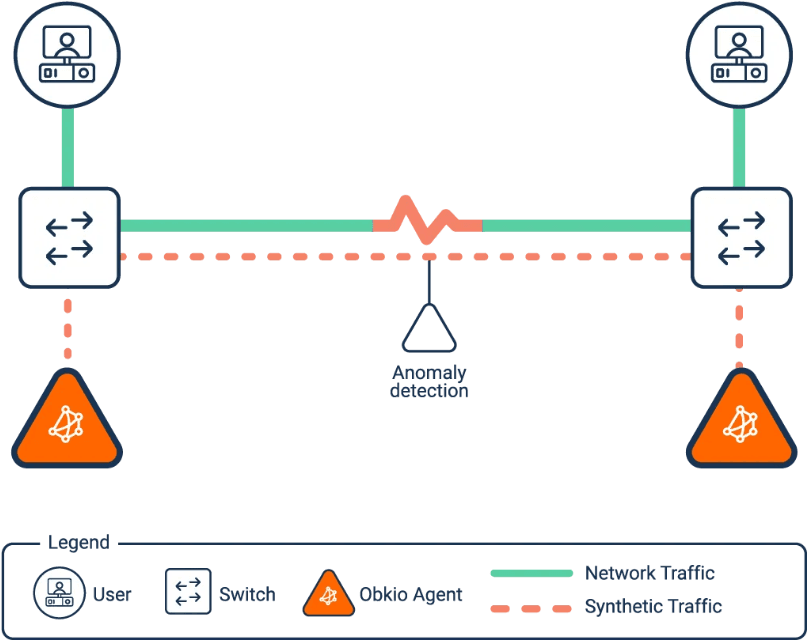 Anomaly
detection
Legend
User
Switch
Obkio Agent
Network Traffic
Synthetic Traffic